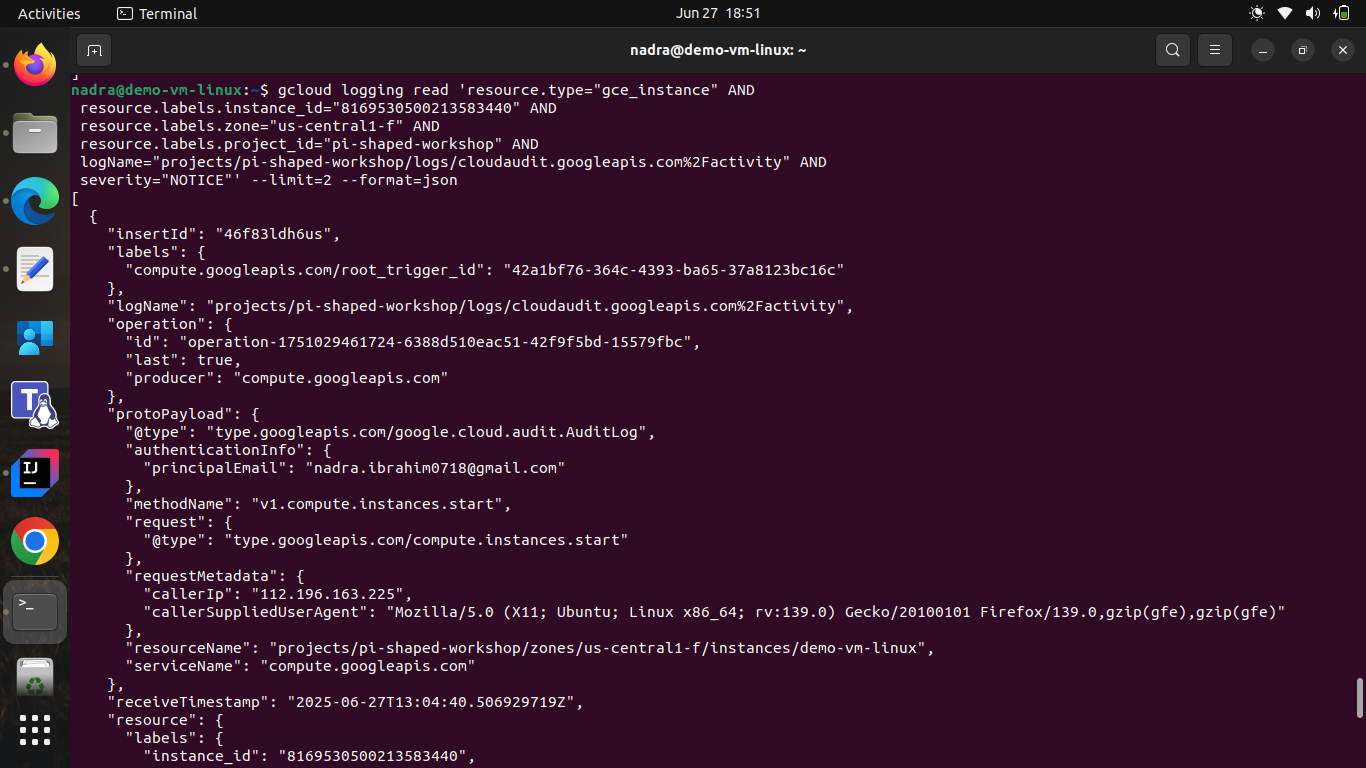 Activities
Terminal
Jun 27 18:51
nadra@demo-vm-linux: ~
]
nadra@demo-vm-linux:~$ gcloud logging read 'resource.type="gce_instance" AND
resource.labels.instance_id="8169530500213583440" AND
resource.labels.zone="us-central1-f" AND
resource.labels.project_id="pi-shaped-workshop" AND
logName="projects/pi-shaped-workshop/logs/cloudaudit.googleapis.com%2Factivity" AND
severity="NOTICE"' --limit=2 --format=json
[
{
"insertId": "46f83ldh6us",
"labels": {
"compute.googleapis.com/root_trigger_id": "42a1bf76-364c-4393-ba65-37a8123bc16c"
},
"logName": "projects/pi-shaped-workshop/logs/cloudaudit.googleapis.com%2Factivity",
"operation": {
"id": "operation-1751029461724-6388d510eac51-42f9f5bd-15579fbc",
"last": true,
"producer": "compute.googleapis.com"
},
"protoPayload": {
"@type": "type.googleapis.com/google.cloud.audit.AuditLog",
"authenticationInfo": {
"principalEmail": "nadra.ibrahim0718@gmail.com"
},
"methodName": "v1.compute.instances.start",
"request": {
"@type": "type.googleapis.com/compute.instances.start"
},
"requestMetadata": {
"callerIp": "112.196.163.225",
"callerSuppliedUserAgent": "Mozilla/5.0 (X11; Ubuntu; Linux x86_64; rv:139.0) Gecko/20100101 Firefox/139.0,gzip(gfe),gzip(gfe)"
},
"resourceName": "projects/pi-shaped-workshop/zones/us-central1-f/instances/demo-vm-linux",
"serviceName": "compute.googleapis.com"
},
"receiveTimestamp": "2025-06-27T13:04:40.506929719Z",
"resource": {
"labels": {
"instance_id": "8169530500213583440",
T
IJ
>_